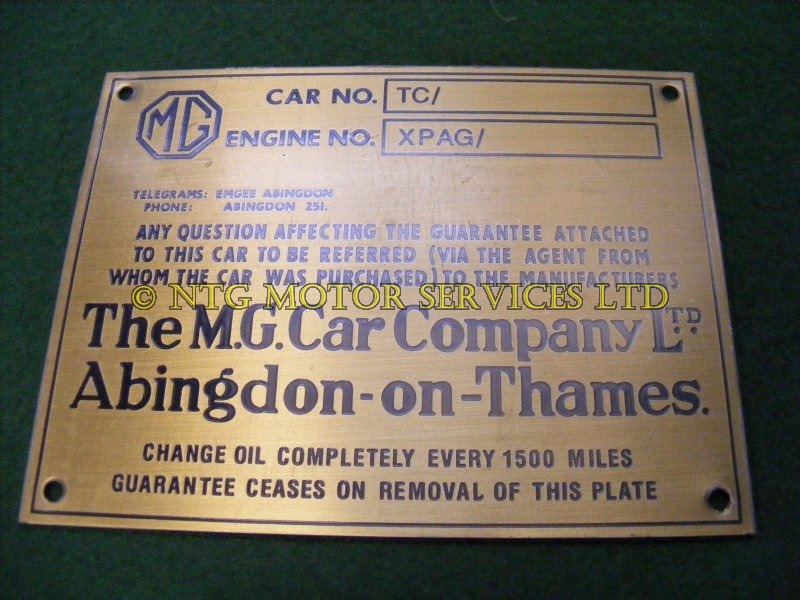 MG
CAR NO. TC/
ENGINE NO. XPAG/
TELEGRAMS: EMGEE ABINGDON
PHONE: ABINGDON 251.
ANY QUESTION AFFECTING THE GUARANTEE ATTACHED
TO THIS CAR TO BE REFERRED (VIA THE AGENT FROM
WHOM THE CAR WAS PURCHASED) TO THE MANUFACTURERS
© NTG MOTOR SERVICES LTD
The M.G. Car Company LTD
Abingdon-on-Thames.
CHANGE OIL COMPLETELY EVERY 1500 MILES
GUARANTEE CEASES ON REMOVAL OF THIS PLATE